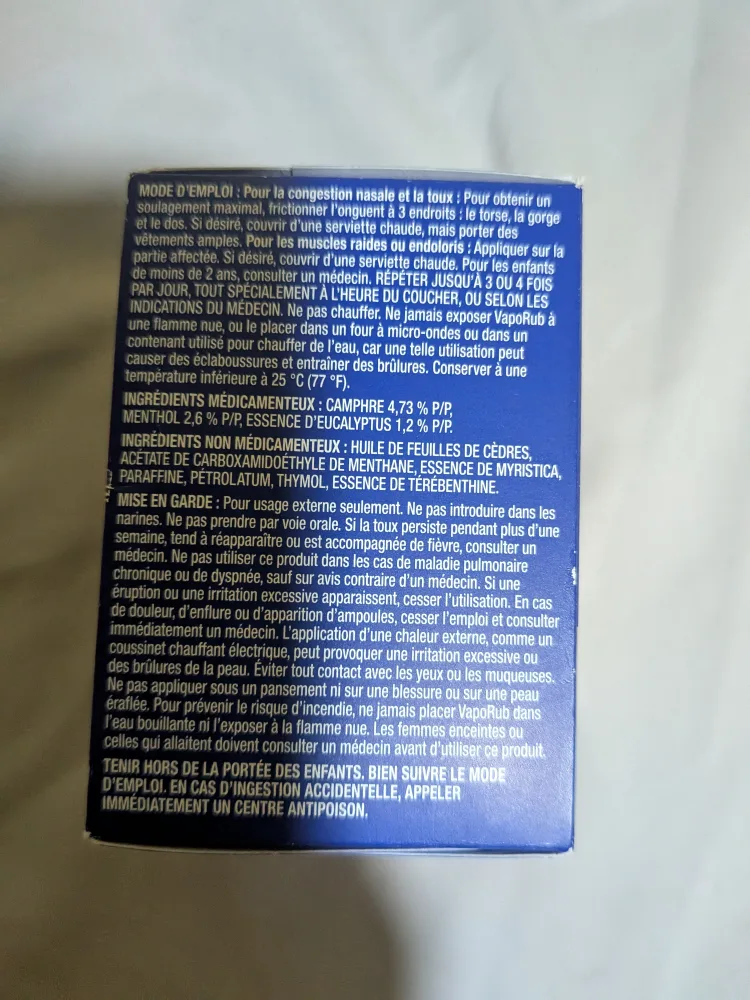 MODE D'EMPLOI : Pour la congestion nasale et la toux : Pour obtenir un
soulagement maximal, frictionner l'onguent à 3 endroits : le torse, la gorge
et le dos. Si désiré, couvrir d'une serviette chaude, mais porter des
vêtements amples. Pour les muscles raides ou endoloris : Appliquer sur la
partie affectée. Si désiré, couvrir d'une serviette chaude. Pour les enfants
de moins de 2 ans, consulter un médecin. RÉPÉTER JUSQU'À 3 OU 4 FOIS
PAR JOUR, TOUT SPÉCIALEMENT À L'HEURE DU COUCHER, OU SELON LES
INDICATIONS DU MÉDECIN. Ne pas chauffer. Ne jamais exposer VapoRub à
une flamme nue, ou le placer dans un four à micro-ondes ou dans un
contenant utilisé pour chauffer de l'eau, car une telle utilisation peut
causer des éclaboussures et entraîner des brûlures. Conserver à une
température inférieure à 25 °C (77 °F).
INGRÉDIENTS MÉDICAMENTEUX : CAMPHRE 4,73 % P/P,
MENTHOL 2,6 % P/P, ESSENCE D'EUCALYPTUS 1,2 % P/P.
INGRÉDIENTS NON MÉDICAMENTEUX : HUILE DE FEUILLES DE CÈDRES,
ACÉTATE DE CARBOXAMIDOÉTHYLE DE MENTHANE, ESSENCE DE MYRISTICA,
PARAFFINE, PÉTROLATUM, THYMOL, ESSENCE DE TÉRÉBENTHINE.
MISE EN GARDE : Pour usage externe seulement. Ne pas introduire dans les
narines. Ne pas prendre par voie orale. Si la toux persiste pendant plus d'une
semaine, tend à réapparaître ou est accompagnée de fièvre, consulter un
médecin. Ne pas utiliser ce produit dans les cas de maladie pulmonaire
chronique ou de dyspnée, sauf sur avis contraire d'un médecin. Si une
éruption ou une irritation excessive apparaissent, cesser l'utilisation. En cas
de douleur, d'enflure ou d'apparition d'ampoules, cesser l'emploi et consulter
immédiatement un médecin. L'application d'une chaleur externe, comme un
coussinet chauffant électrique, peut provoquer une irritation excessive ou
des brûlures de la peau. Éviter tout contact avec les yeux ou les muqueuses.
Ne pas appliquer sous un pansement ni sur une blessure ou sur une peau
éraflée. Pour prévenir le risque d'incendie, ne jamais placer VapoRub dans
l'eau bouillante ni l'exposer à la flamme nue. Les femmes enceintes ou
celles qui allaitent doivent consulter un médecin avant d'utiliser ce produit.
TENIR HORS DE LA PORTÉE DES ENFANTS. BIEN SUIVRE LE MODE
D'EMPLOI. EN CAS D'INGESTION ACCIDENTELLE, APPELER
IMMÉDIATEMENT UN CENTRE ANTIPOISON.